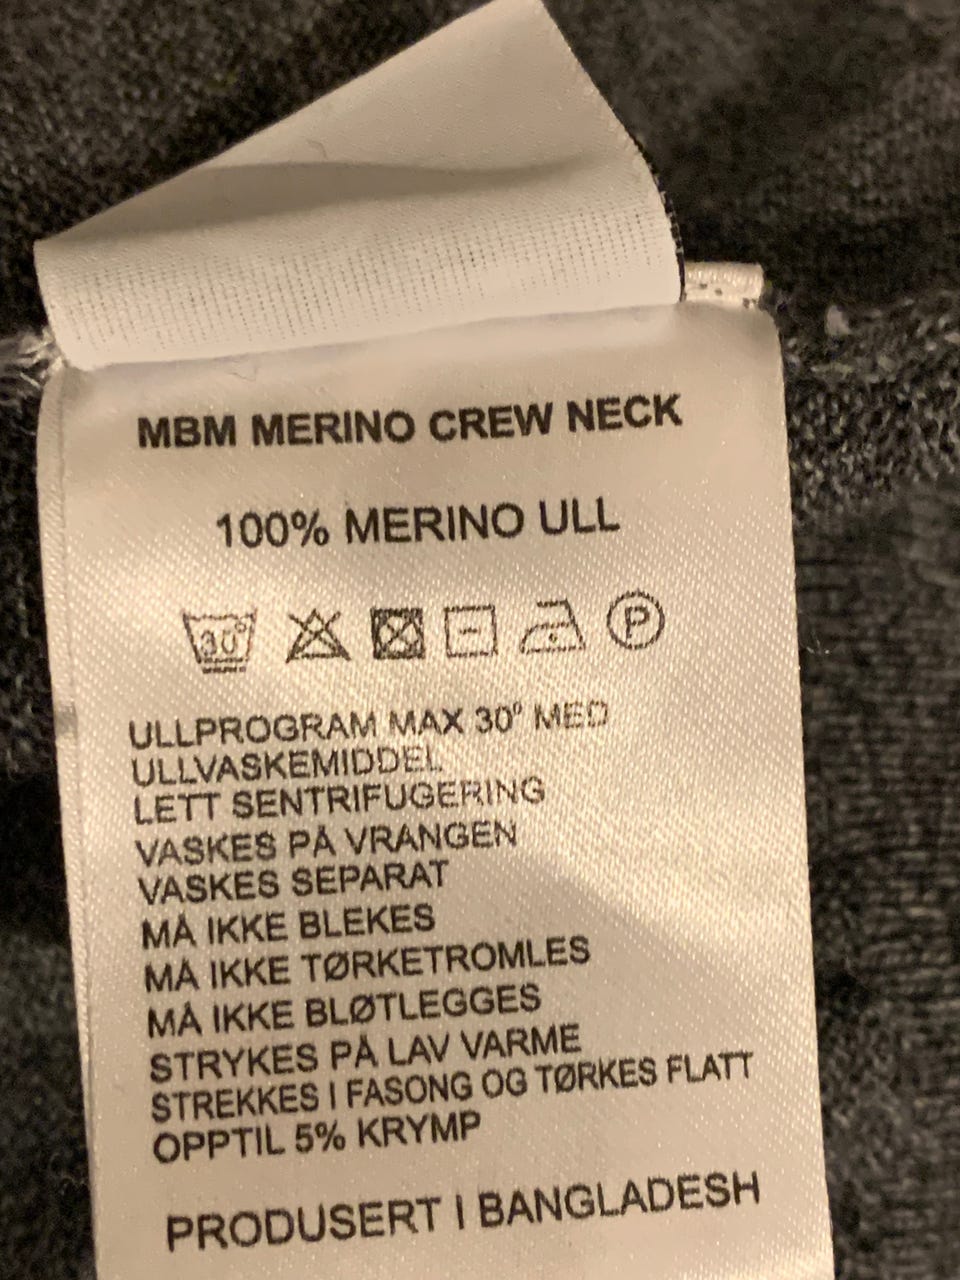 MBM MERINO CREW NECK
100% MERINO ULL
30° P
ULLPROGRAM MAX 30° MED
ULLVASKEMIDDEL
LETT SENTRIFUGERING
VASKES PÅ VRANGEN
VASKES SEPARAT
MÅ IKKE BLEKES
MÅ IKKE TØRKETROMLES
MÅ IKKE BLØTLEGGES
STRYKES PÅ LAV VARME
STREKKES I FASONG OG TØRKES FLATT
OPPTIL 5% KRYMP
PRODUSERT I BANGLADESH